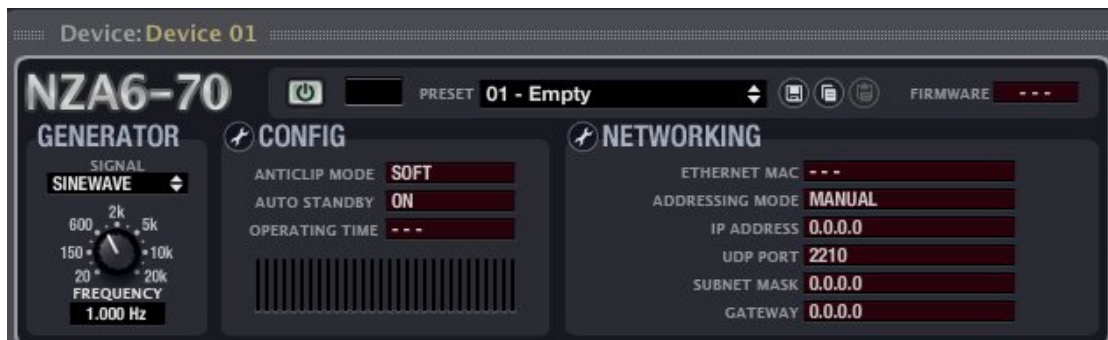 Device: Device 01
NZA6-70
PRESET 01 - Empty
FIRMWARE - - -
GENERATOR
SIGNAL
SINEWAVE
2k
600 5k
150 10k
20 20k
FREQUENCY
1.000 Hz
CONFIG
ANTICLIP MODE SOFT
AUTO STANDBY ON
OPERATING TIME - - -
NETWORKING
ETHERNET MAC - - -
ADDRESSING MODE MANUAL
IP ADDRESS 0.0.0.0
UDP PORT 2210
SUBNET MASK 0.0.0.0
GATEWAY 0.0.0.0